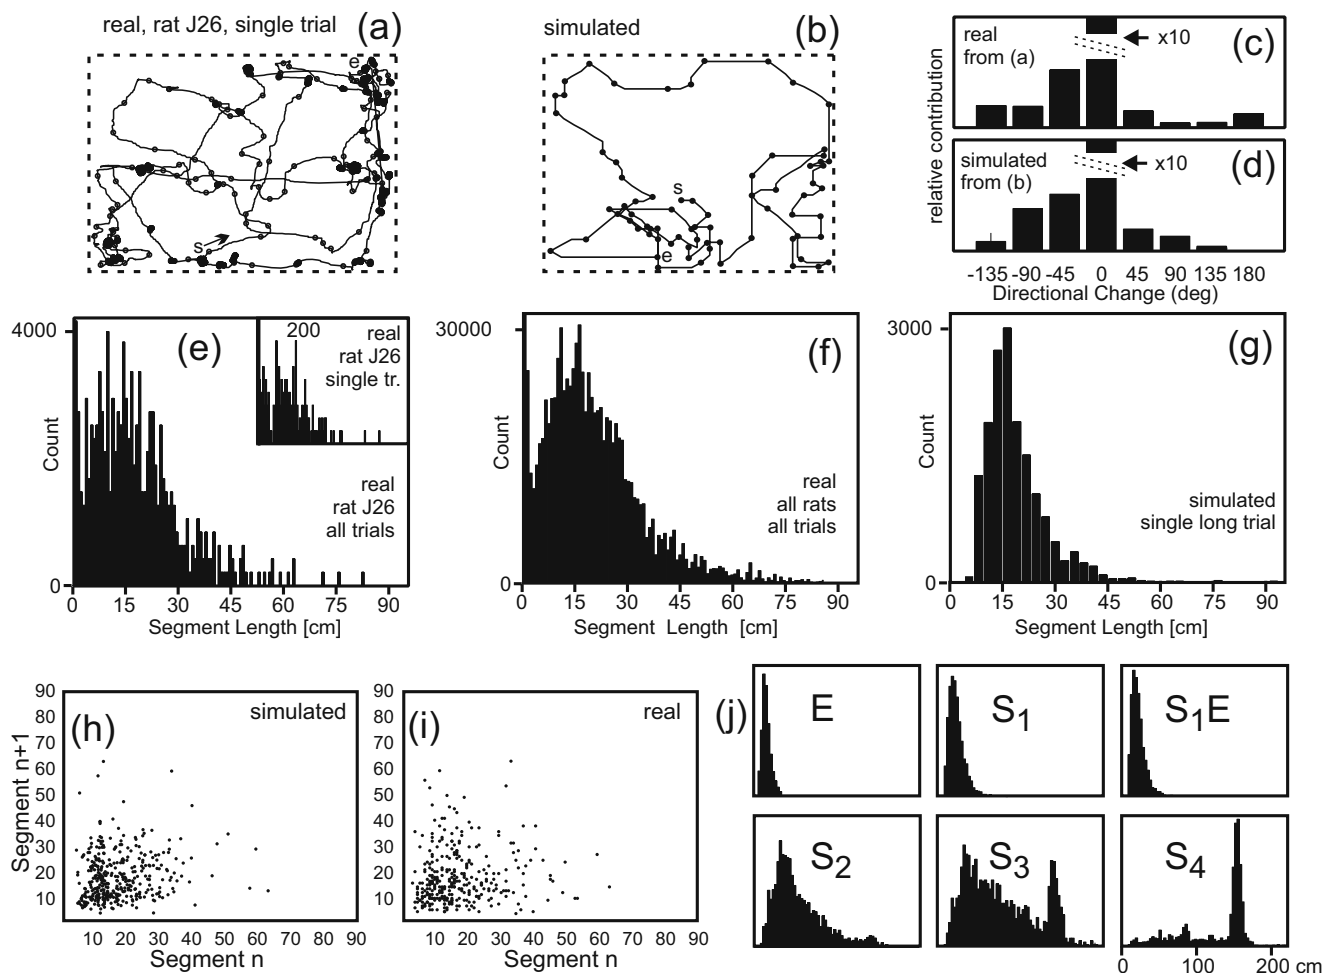 real, rat J26, single trial
(a)
e
s
simulated
(b)
s
e
relative contribution
real
from (a)
x10
(c)
simulated
from (b)
x10
(d)
-135 -90 -45 0 45 90 135 180
Directional Change (deg)
4000
0
Count
(e)
200
real
rat J26
single tr.
real
rat J26
all trials
0 15 30 45 60 75 90
Segment Length [cm]
30000
0
Count
(f)
real
all rats
all trials
0 15 30 45 60 75 90
Segment Length [cm]
3000
0
Count
(g)
simulated
single long trial
0 15 30 45 60 75 90
Segment Length [cm]
Segment n+1
90
80
70
60
50
40
30
20
10
(h)
simulated
10 20 30 40 50 60 70 80 90
Segment n
90
80
70
60
50
40
30
20
10
(i)
real
10 20 30 40 50 60 70 80 90
Segment n
(j)
E
S1
S1E
S2
S3
S4
0 100 200 cm